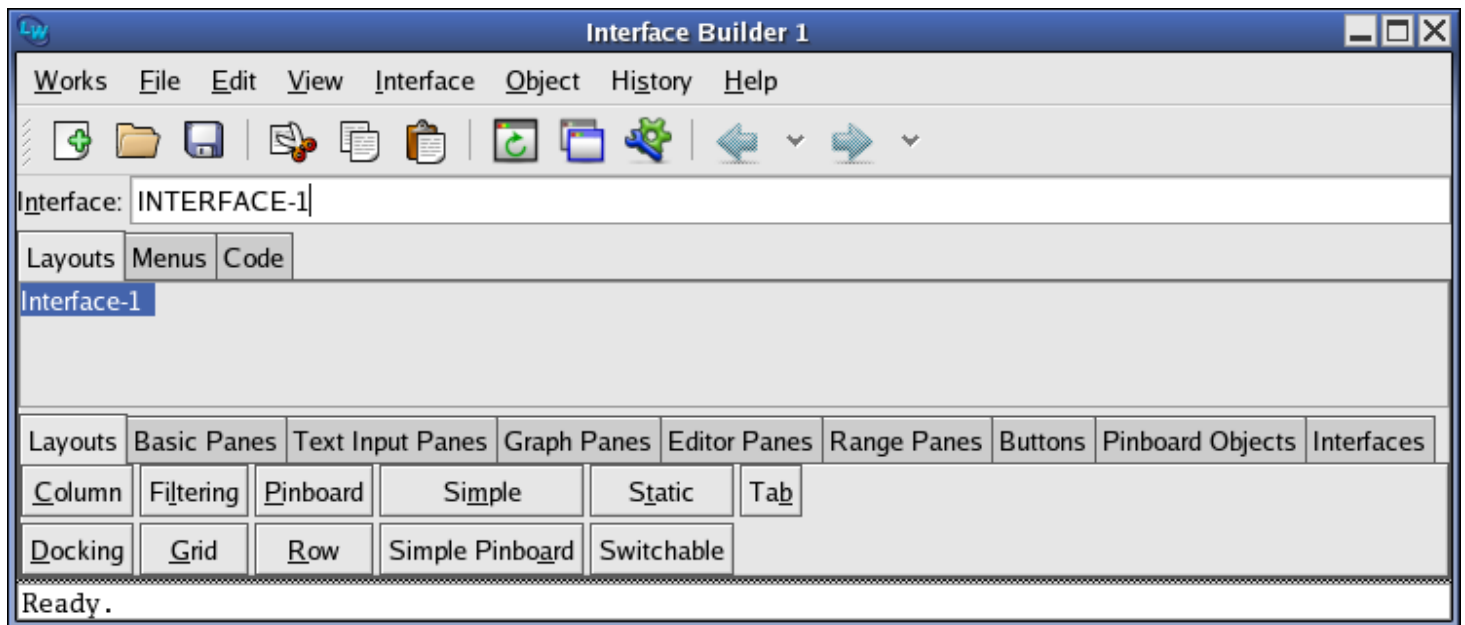 LW Interface Builder 1
Works File Edit View Interface Object History Help
Interface: INTERFACE-1
Layouts Menus Code
Interface-1
Layouts Basic Panes Text Input Panes Graph Panes Editor Panes Range Panes Buttons Pinboard Objects Interfaces
Column Filtering Pinboard Simple Static Tab
Docking Grid Row Simple Pinboard Switchable
Ready.